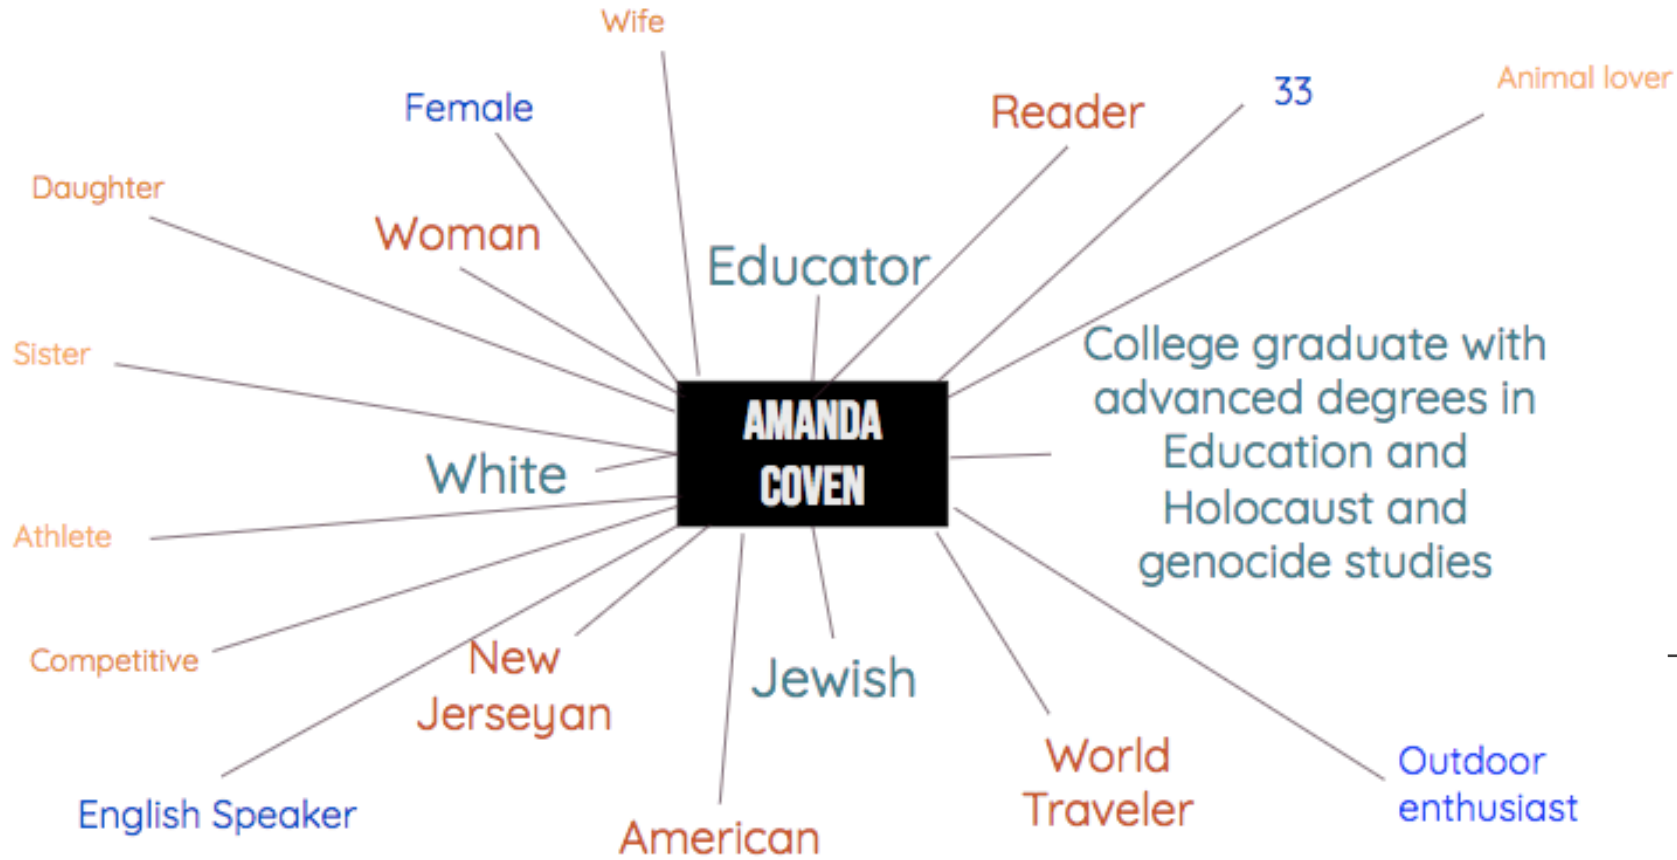 Wife
Female
33
Animal lover
Reader
Daughter
Woman
Educator
Sister
College graduate with
advanced degrees in
Education and
Holocaust and
genocide studies
AMANDA
COVEN
White
Athlete
Competitive
New
Jerseyan
Jewish
World
Traveler
Outdoor
enthusiast
English Speaker
American